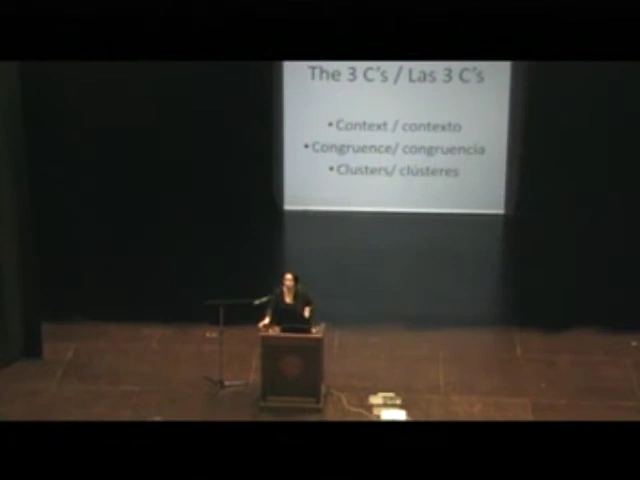 The 3 C's / Las 3 C's
•Context / contexto
•Congruence/ congruencia
•Clusters/ clústeres